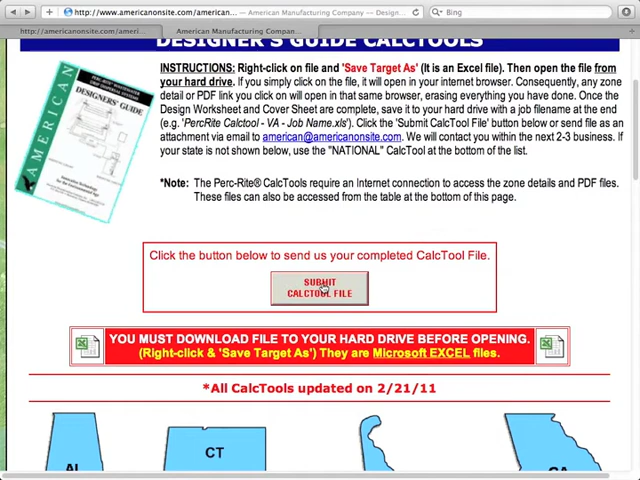 http://www.americanonsite.com/american...
American Manufacturing Company — Design...
Bing
http://www.americanonsite.com/ameri...
American Manufacturing Compan...
DESIGNER'S GUIDE CALCTOOLS
INSTRUCTIONS: Right-click on file and 'Save Target As' (It is an Excel file). Then open the file from
your hard drive. If you simply click on the file, it will open in your internet browser. Consequently, any zone
detail or PDF link you click on will open in that same browser, erasing everything you have done. Once the
Design Worksheet and Cover Sheet are complete, save it to your hard drive with a job filename at the end
(e.g. 'PercRite Calctool - VA - Job Name.xls'). Click the 'Submit CalcTool File' button below or send file as an
attachment via email to american@americanonsite.com. We will contact you within the next 2-3 business. If
your state is not shown below, use the "NATIONAL" CalcTool at the bottom of the list.
*Note: The Perc-Rite® CalcTools require an Internet connection to access the zone details and PDF files.
These files can also be accessed from the table at the bottom of this page.
AMERICAN
DESIGNERS' GUIDE
Click the button below to send us your completed CalcTool File.
SUBMIT
CALCTOOL FILE
YOU MUST DOWNLOAD FILE TO YOUR HARD DRIVE BEFORE OPENING.
(Right-click & 'Save Target As') They are Microsoft EXCEL files.
*All CalcTools updated on 2/21/11
AL
CT
GA